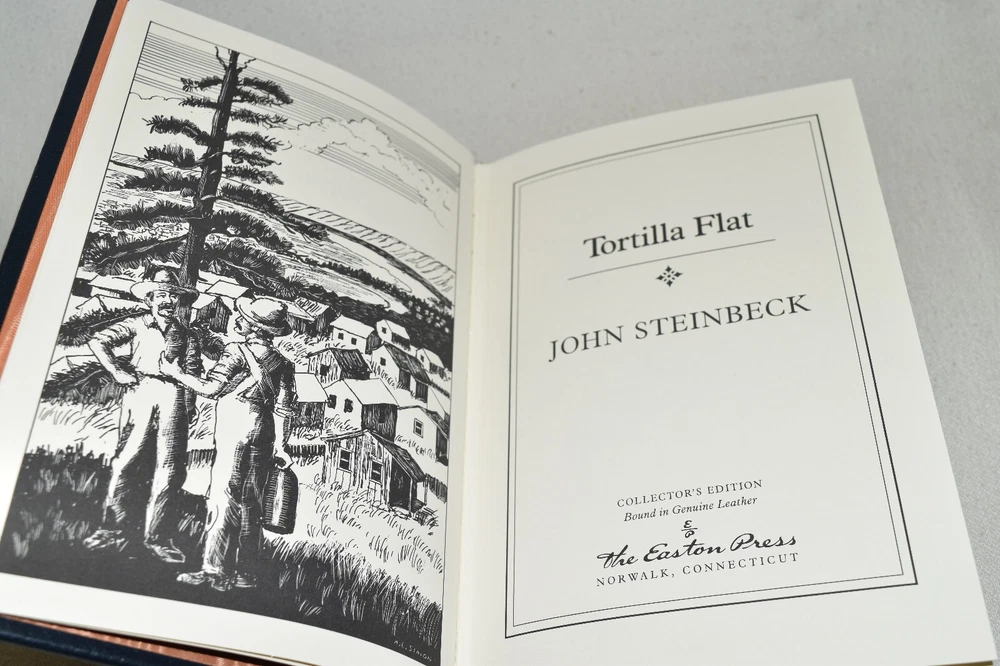 Tortilla Flat
JOHN STEINBECK
COLLECTOR'S EDITION
Bound in Genuine Leather
The Easton Press
NORWALK, CONNECTICUT